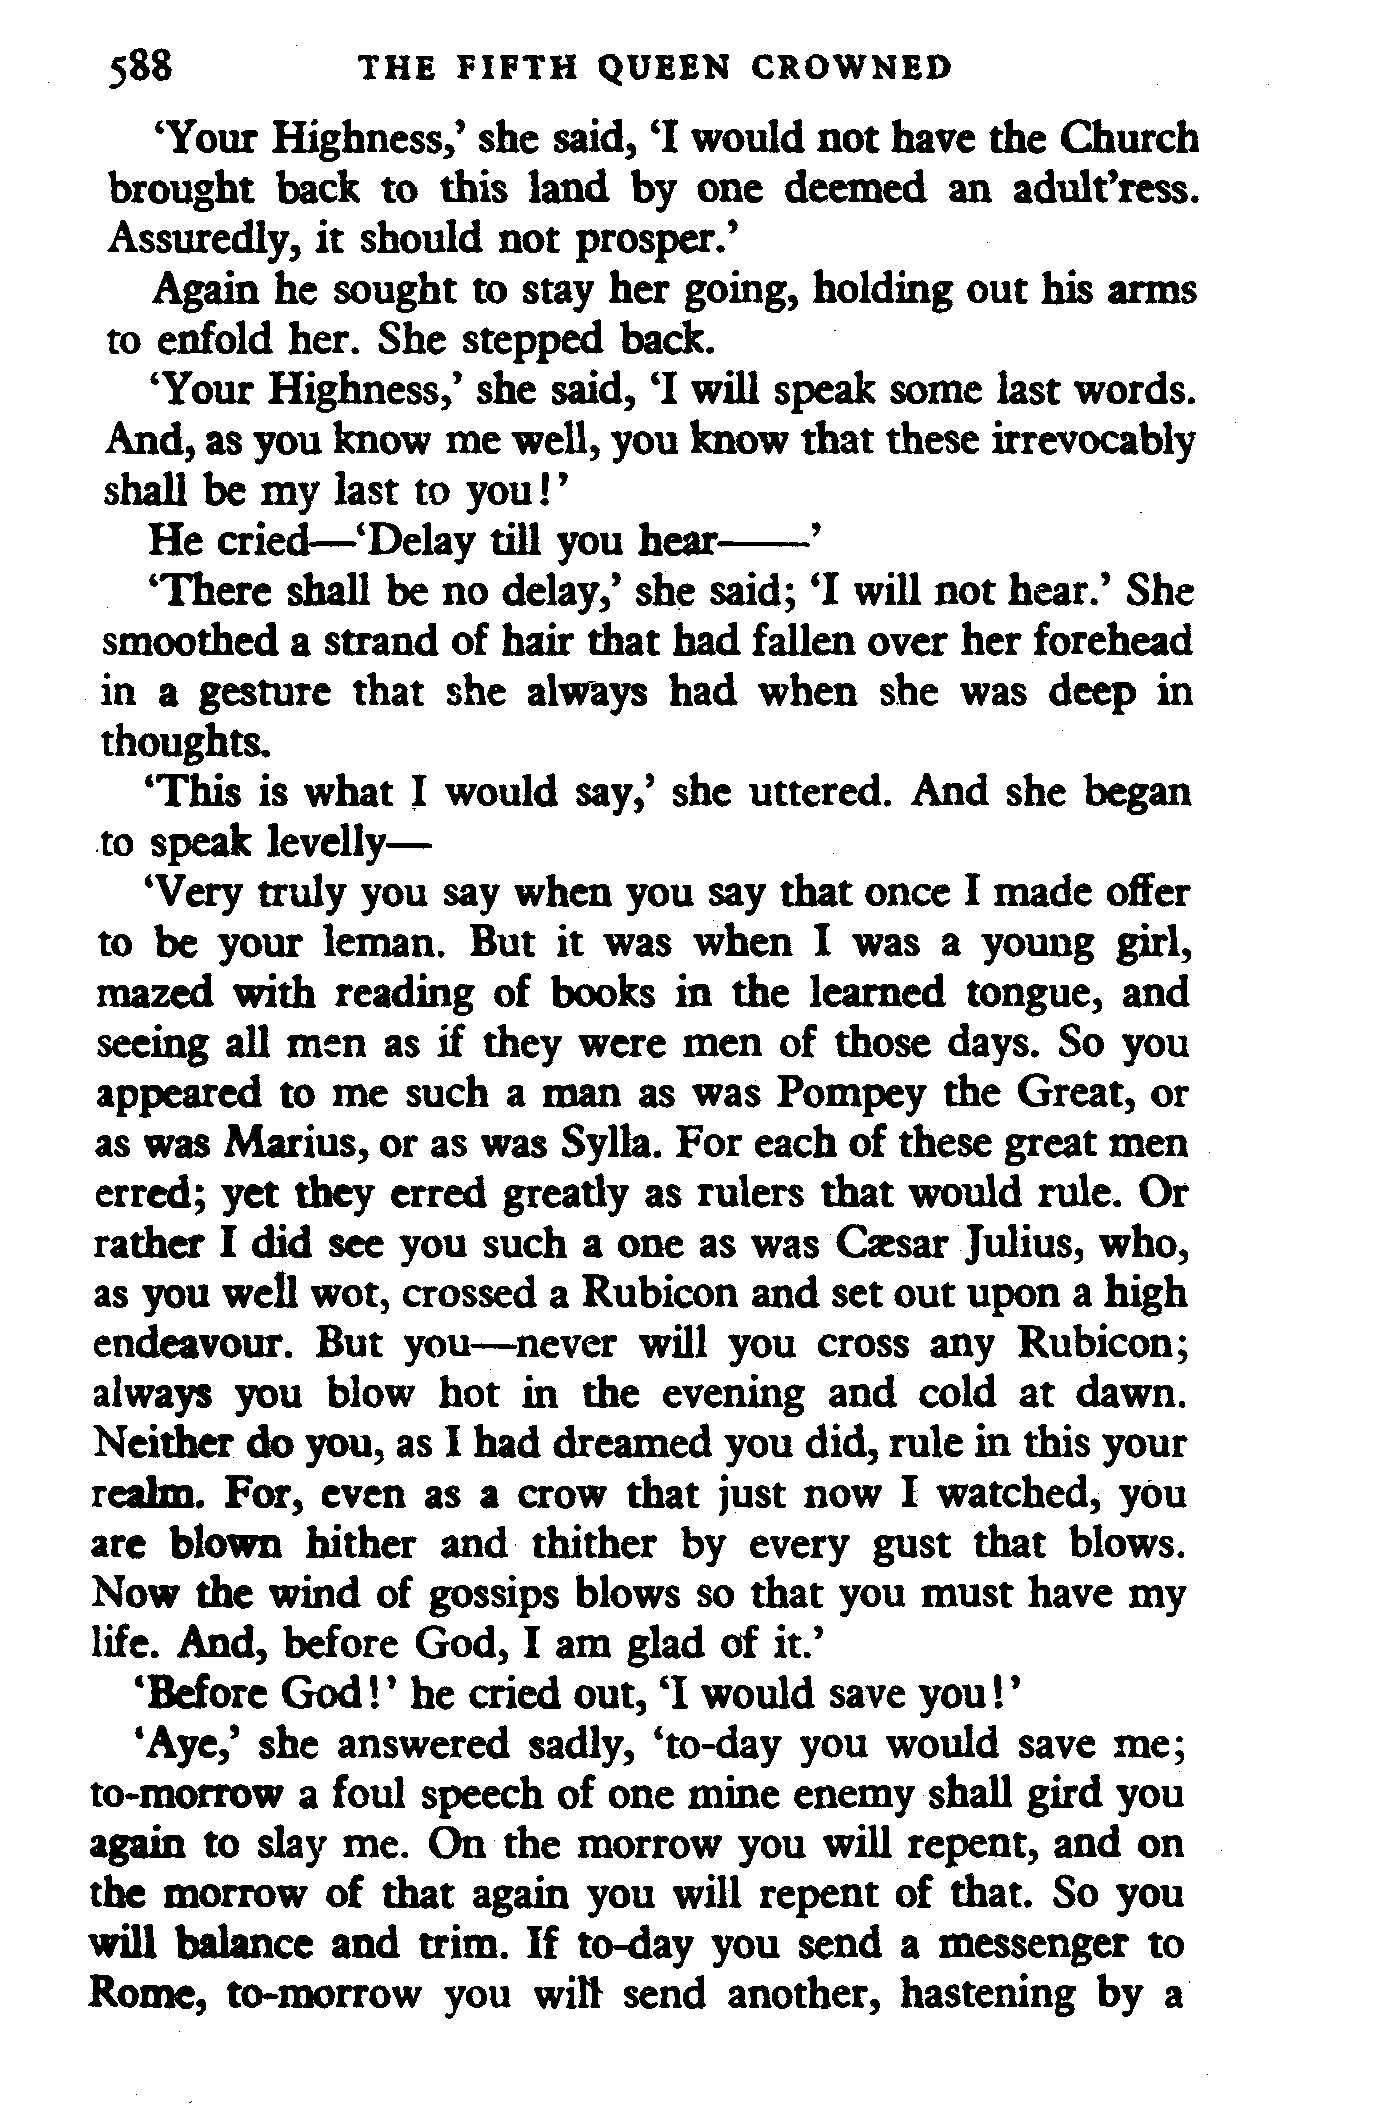 588 THE FIFTH QUEEN CROWNED
‘Your Highness,’ she said, ‘I would not have the Church
brought back to this land by one deemed an adult’ress.
Assuredly, it should not prosper.’
Again he sought to stay her going, holding out his arms
to enfold her. She stepped back.
‘Your Highness,’ she said, ‘I will speak some last words.
And, as you know me well, you know that these irrevocably
shall be my last to you!’
He cried—‘Delay till you hear——’
‘There shall be no delay,’ she said; ‘I will not hear.’ She
smoothed a strand of hair that had fallen over her forehead
in a gesture that she always had when she was deep in
thoughts.
‘This is what I would say,’ she uttered. And she began
to speak levelly—
‘Very truly you say when you say that once I made offer
to be your leman. But it was when I was a young girl,
mazed with reading of books in the learned tongue, and
seeing all men as if they were men of those days. So you
appeared to me such a man as was Pompey the Great, or
as was Marius, or as was Sylla. For each of these great men
erred; yet they erred greatly as rulers that would rule. Or
rather I did see you such a one as was Cæsar Julius, who,
as you well wot, crossed a Rubicon and set out upon a high
endeavour. But you—never will you cross any Rubicon;
always you blow hot in the evening and cold at dawn.
Neither do you, as I had dreamed you did, rule in this your
realm. For, even as a crow that just now I watched, you
are blown hither and thither by every gust that blows.
Now the wind of gossips blows so that you must have my
life. And, before God, I am glad of it.’
‘Before God!’ he cried out, ‘I would save you!’
‘Aye,’ she answered sadly, ‘to-day you would save me;
to-morrow a foul speech of one mine enemy shall gird you
again to slay me. On the morrow you will repent, and on
the morrow of that again you will repent of that. So you
will balance and trim. If to-day you send a messenger to
Rome, to-morrow you will send another, hastening by a